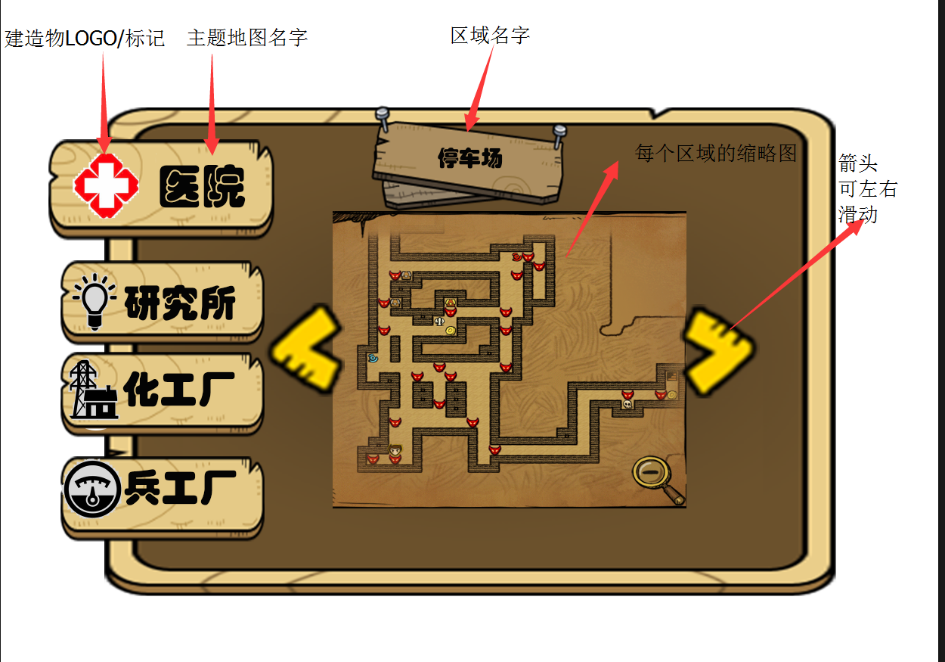 建造物LOGO/标记
主题地图名字
区域名字
停车场
每个区域的缩略图
箭头
可左右
滑动
医院
研究所
化工厂
兵工厂